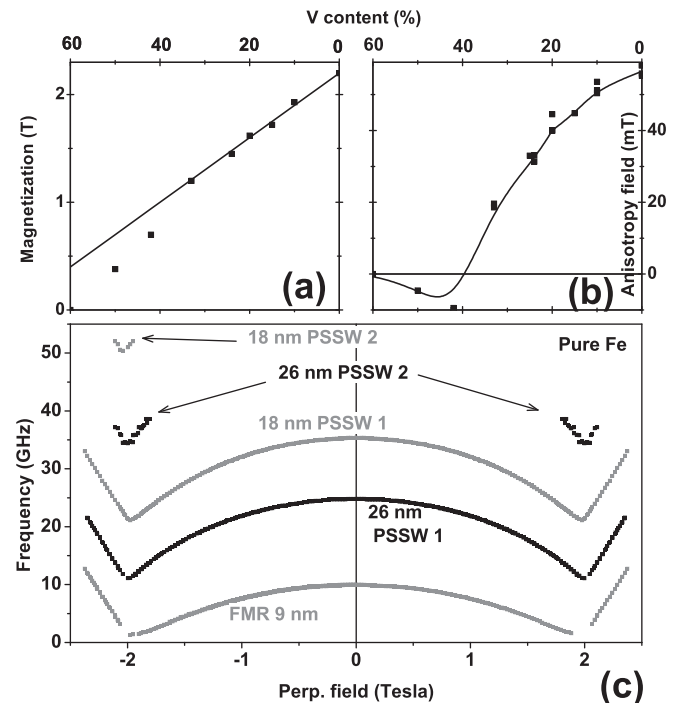 V content (%)
60 40 20 0 60 40 20 0
Magnetization (T)
2
1
0
(a)
Anisotropy field (mT)
40
20
0
(b)
Frequency (GHz)
50
40
30
20
10
0
18 nm PSSW 2
Pure Fe
26 nm PSSW 2
18 nm PSSW 1
26 nm
PSSW 1
FMR 9 nm
-2 -1 0 1 2
Perp. field (Tesla)
(c)